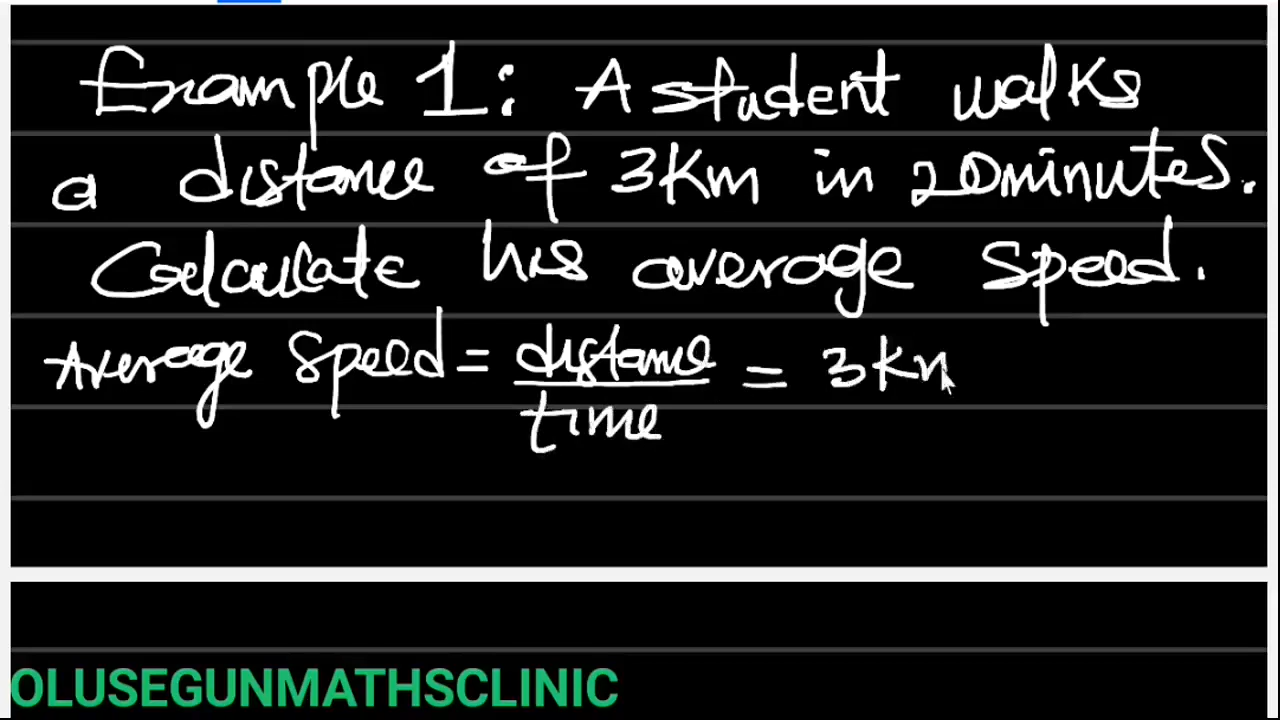 Example 1: A student walks
a distance of 3Km in 20minutes.
Calculate his average speed.
Average speed = distance/time = 3Km
OLUSEGUNMATHSCLINIC